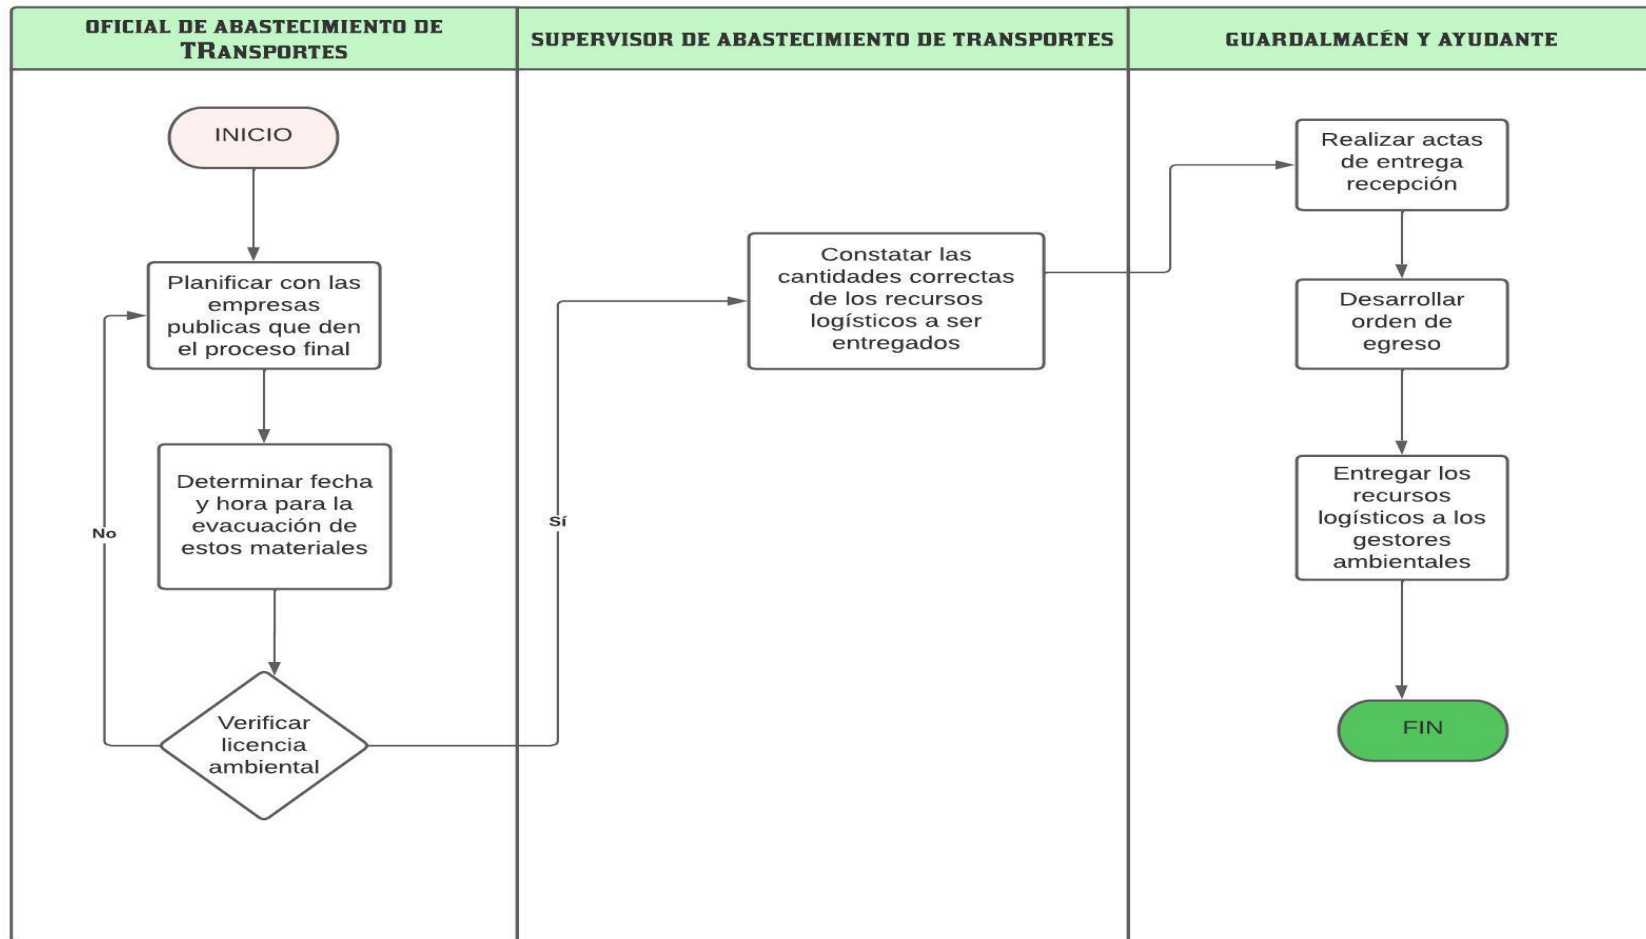 OFICIAL DE ABASTECIMIENTO DE
TRANSPORTES
SUPERVISOR DE ABASTECIMIENTO DE TRANSPORTES
GUARDALMACÉN Y AYUDANTE
INICIO
Planificar con las
empresas
publicas que den
el proceso final
Determinar fecha
y hora para la
evacuación de
estos materiales
No
Verificar
licencia
ambiental
Sí
Constatar las
cantidades correctas
de los recursos
logísticos a ser
entregados
Realizar actas
de entrega
recepción
Desarrollar
orden de
egreso
Entregar los
recursos
logísticos a los
gestores
ambientales
FIN